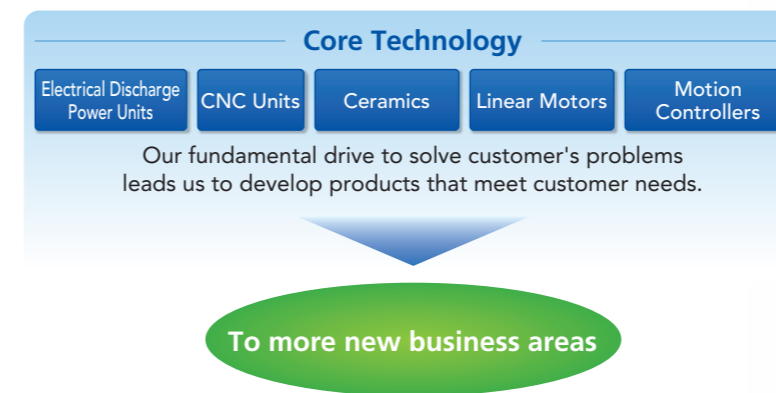 Core Technology
Electrical Discharge
Power Units
CNC Units
Ceramics
Linear Motors
Motion
Controllers
Our fundamental drive to solve customer's problems
leads us to develop products that meet customer needs.
To more new business areas